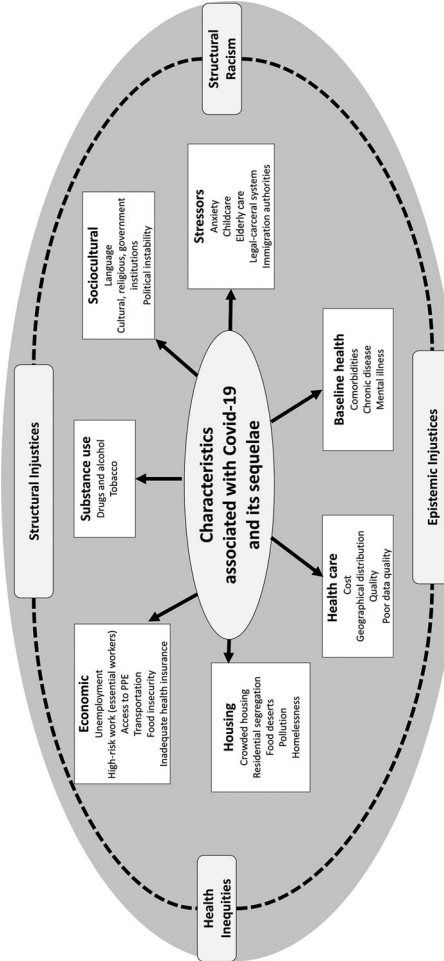 Structural Injustices
Health
Inequities
Structural
Racism
Epistemic Injustices
Characteristics
associated with Covid-19
and its sequelae
Economic
Unemployment
High-risk work (essential workers)
Access to PPE
Transportation
Food insecurity
Inadequate health insurance
Substance use
Drugs and alcohol
Tobacco
Sociocultural
Language
Cultural, religious, government
institutions
Political instability
Stressors
Anxiety
Childcare
Elderly care
Legal-carceral system
Immigration authorities
Housing
Crowded housing
Residential segregation
Food deserts
Pollution
Homelessness
Health care
Cost
Geographical distribution
Quality
Poor data quality
Baseline health
Comorbidities
Chronic disease
Mental illness